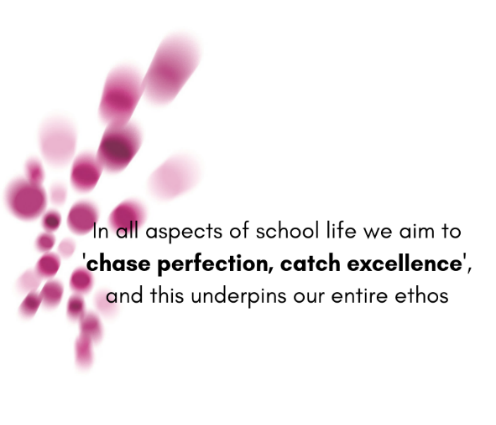 In all aspects of school life we aim to
'chase perfection, catch excellence',
and this underpins our entire ethos